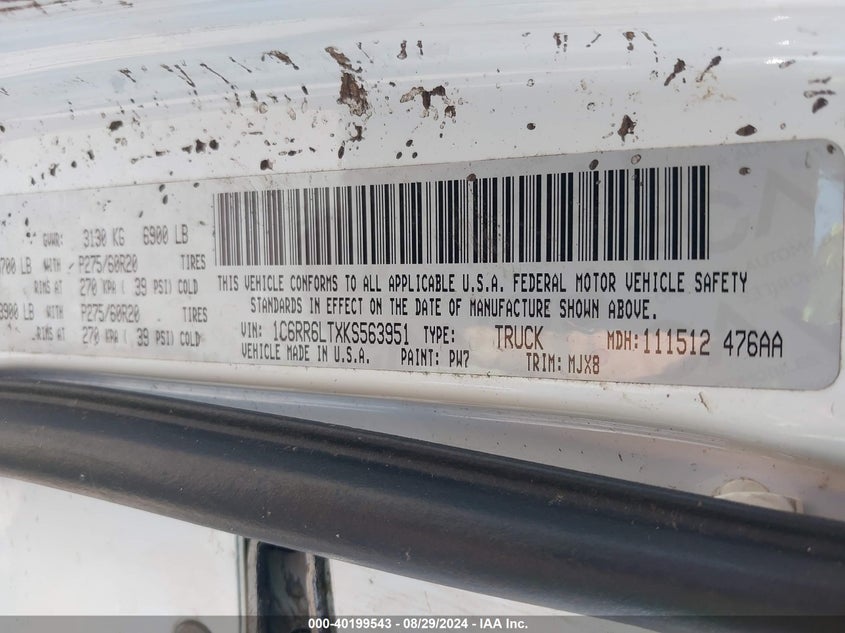 GVWR: 3130 KG 6900 LB
700 LB WITH P275/60R20 TIRES
RIMS AT 270 KPA ( 39 PSI) COLD
3900 LB WITH P275/60R20 TIRES
RIMS AT 270 KPA ( 39 PSI) COLD
THIS VEHICLE CONFORMS TO ALL APPLICABLE U.S.A. FEDERAL MOTOR VEHICLE SAFETY
STANDARDS IN EFFECT ON THE DATE OF MANUFACTURE SHOWN ABOVE.
VIN: 1C6RR6LTXKS563951 TYPE: TRUCK MDH: 111512 476AA
VEHICLE MADE IN U.S.A. PAINT: PW7 TRIM: MJX8
000-40199543 - 08/29/2024 - IAA Inc.